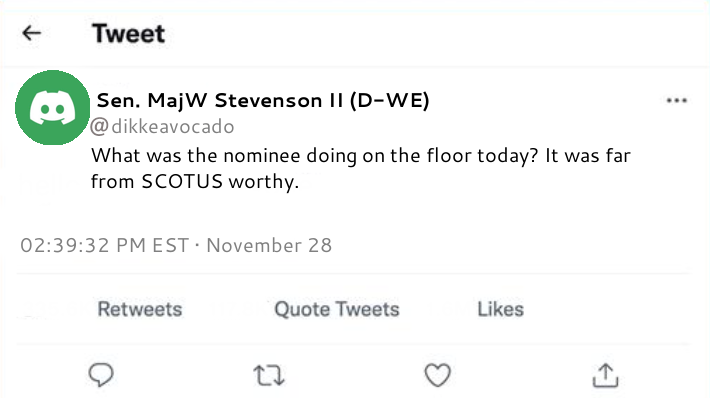 Tweet
Sen. MajW Stevenson II (D-WE)
@dikkeavocado
What was the nominee doing on the floor today? It was far
from SCOTUS worthy.
02:39:32 PM EST · November 28
Retweets Quote Tweets Likes